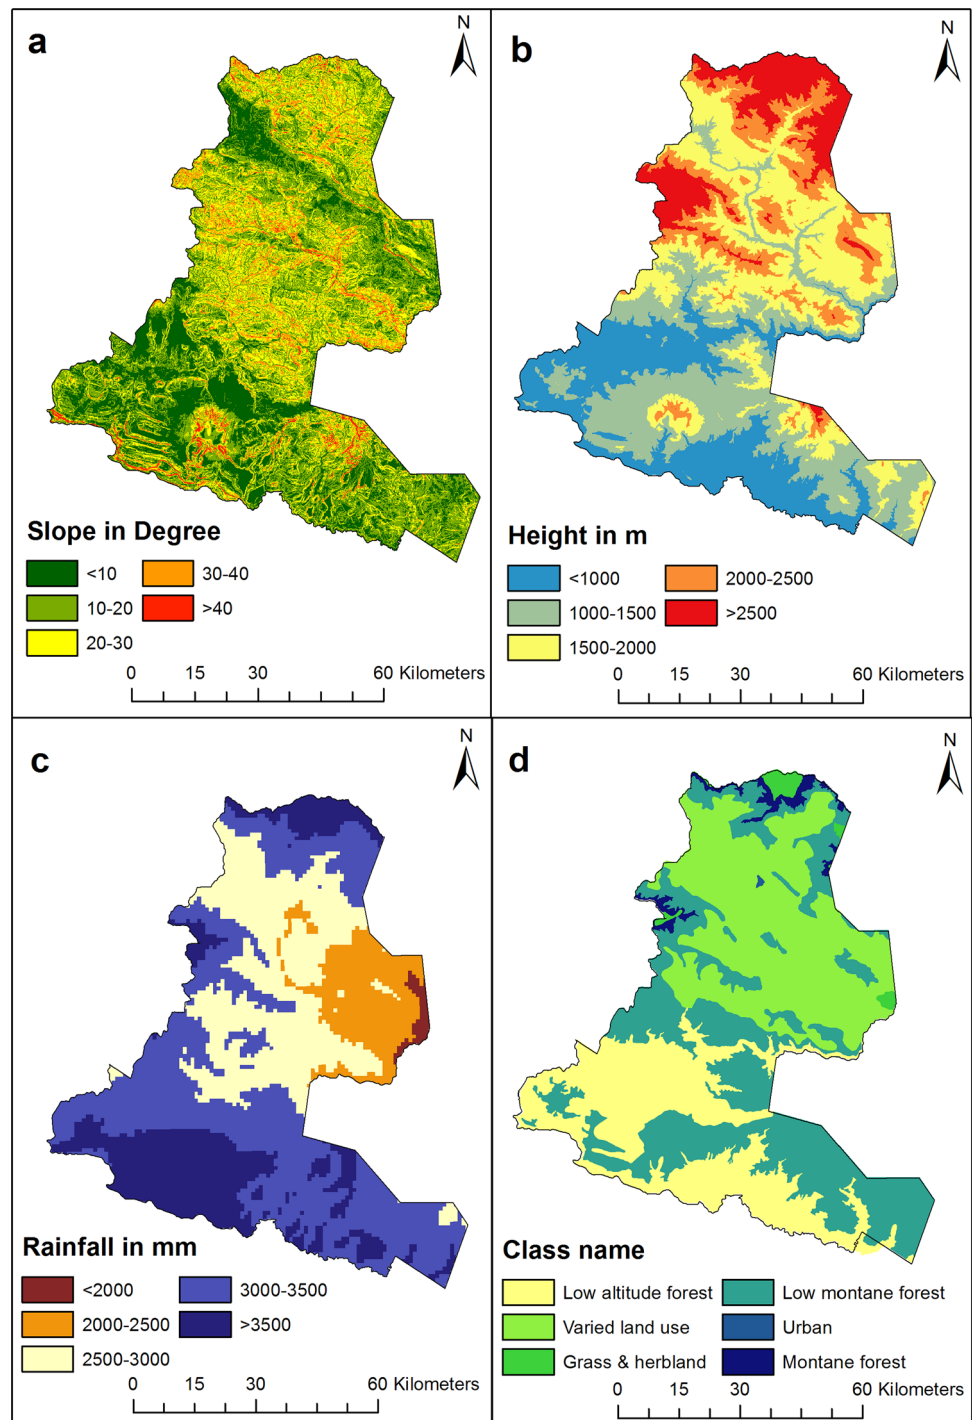 a
N
Slope in Degree
<10
30-40
10-20
>40
20-30
0 15 30 60 Kilometers
b
N
Height in m
<1000
2000-2500
1000-1500
>2500
1500-2000
0 15 30 60 Kilometers
c
N
Rainfall in mm
<2000
3000-3500
2000-2500
>3500
2500-3000
0 15 30 60 Kilometers
d
N
Class name
Low altitude forest
Low montane forest
Varied land use
Urban
Grass & herbland
Montane forest
0 15 30 60 Kilometers